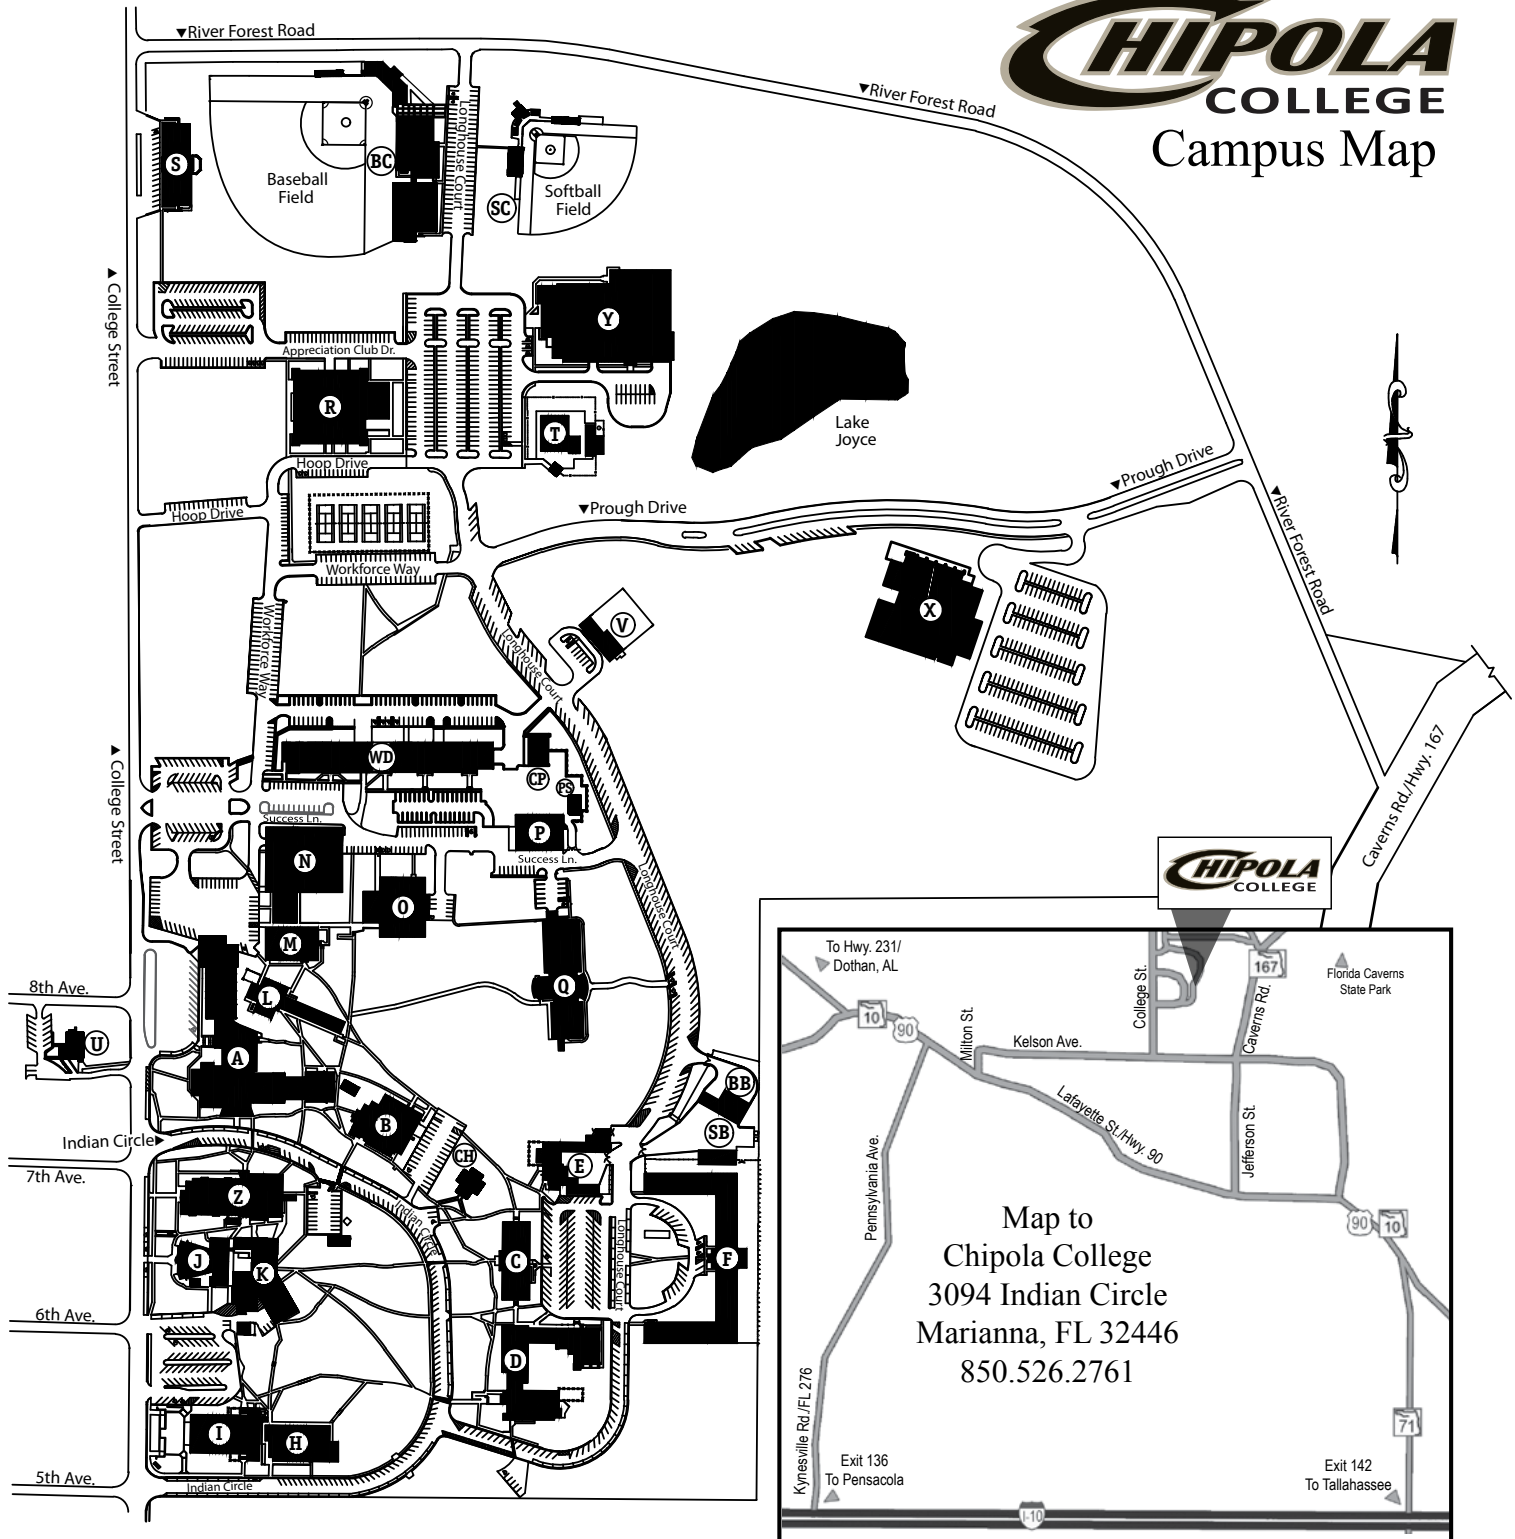 CHIPOLA
COLLEGE
Campus Map
▼River Forest Road
▼River Forest Road
S
BC
Baseball
Field
Longhouse Court
SC
Softball
Field
▲College Street
Y
Appreciation Club Dr.
R
T
Lake
Joyce
Hoop Drive
Hoop Drive
▼Prough Drive
▼Prough Drive
▼River Forest Road
Workforce Way
Workforce Way
Longhouse Court
V
X
WD
CP
PS
▲College Street
Success Ln.
P
Success Ln.
N
O
Longhouse Court
Caverns Rd./Hwy. 167
CHIPOLA
COLLEGE
M
L
Q
8th Ave.
U
A
BB
B
SB
Indian Circle▶
CH
E
7th Ave.
Z
Indian Circle
Longhouse Court
J
K
C
F
6th Ave.
D
I
H
5th Ave.
Indian Circle
To Hwy. 231/
Dothan, AL
College St.
167
Florida Caverns
State Park
10
90
Milton St.
Kelson Ave.
Caverns Rd.
Lafayette St./Hwy. 90
Jefferson St.
Pennsylvania Ave.
90
10
Map to
Chipola College
3094 Indian Circle
Marianna, FL 32446
850.526.2761
Kynesville Rd./FL 276
71
Exit 136
To Pensacola
Exit 142
To Tallahassee
I-10